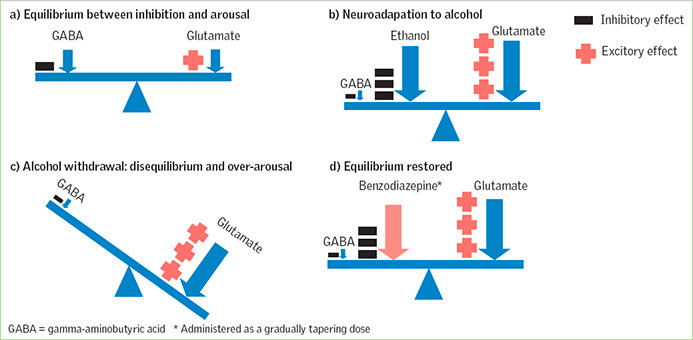 a) Equilibrium between inhibition and arousal
GABA
Glutamate
b) Neuroadapation to alcohol
Ethanol
Glutamate
GABA
Inhibitory effect
Excitory effect
c) Alcohol withdrawal: disequilibrium and over-arousal
GABA
Glutamate
d) Equilibrium restored
Benzodiazepine*
Glutamate
GABA
GABA = gamma-aminobutyric acid * Administered as a gradually tapering dose